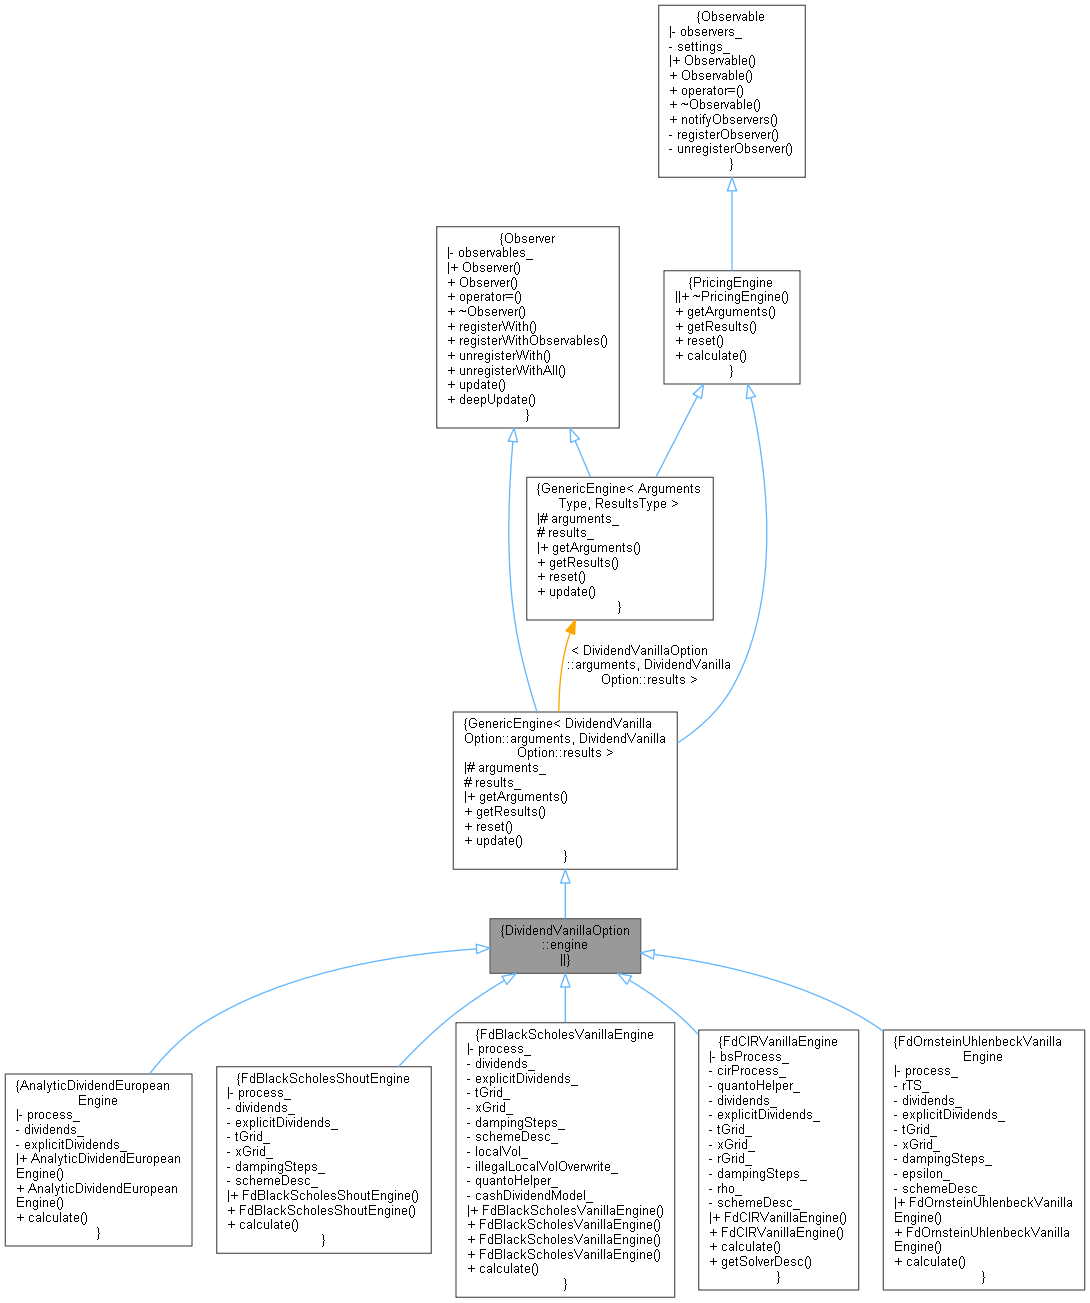 {Observable
|- observers_
- settings_
|+ Observable()
+ Observable()
+ operator=()
+ ~Observable()
+ notifyObservers()
- registerObserver()
- unregisterObserver()
}
{Observer
|- observables_
|+ Observer()
+ Observer()
+ operator=()
+ ~Observer()
+ registerWith()
+ registerWithObservables()
+ unregisterWith()
+ unregisterWithAll()
+ update()
+ deepUpdate()
}
{PricingEngine
||+ ~PricingEngine()
+ getArguments()
+ getResults()
+ reset()
+ calculate()
}
{GenericEngine< Arguments
Type, ResultsType >
|# arguments_
# results_
|+ getArguments()
+ getResults()
+ reset()
+ update()
}
< DividendVanillaOption
::arguments, DividendVanilla
Option::results >
{GenericEngine< DividendVanilla
Option::arguments, DividendVanilla
Option::results >
|# arguments_
# results_
|+ getArguments()
+ getResults()
+ reset()
+ update()
}
{DividendVanillaOption
::engine
||}
{AnalyticDividendEuropean
Engine
|- process_
- dividends_
- explicitDividends_
|+ AnalyticDividendEuropean
Engine()
+ AnalyticDividendEuropean
Engine()
+ calculate()
}
{FdBlackScholesShoutEngine
|- process_
- dividends_
- explicitDividends_
- tGrid_
- xGrid_
- dampingSteps_
- schemeDesc_
|+ FdBlackScholesShoutEngine()
+ FdBlackScholesShoutEngine()
+ calculate()
}
{FdBlackScholesVanillaEngine
|- process_
- dividends_
- explicitDividends_
- tGrid_
- xGrid_
- dampingSteps_
- schemeDesc_
- localVol_
- illegalLocalVolOverwrite_
- quantoHelper_
- cashDividendModel_
|+ FdBlackScholesVanillaEngine()
+ FdBlackScholesVanillaEngine()
+ FdBlackScholesVanillaEngine()
+ FdBlackScholesVanillaEngine()
+ calculate()
}
{FdCIRVanillaEngine
|- bsProcess_
- cirProcess_
- quantoHelper_
- dividends_
- explicitDividends_
- tGrid_
- xGrid_
- rGrid_
- dampingSteps_
- rho_
- schemeDesc_
|+ FdCIRVanillaEngine()
+ FdCIRVanillaEngine()
+ calculate()
+ getSolverDesc()
}
{FdOrnsteinUhlenbeckVanilla
Engine
|- process_
- rTS_
- dividends_
- explicitDividends_
- tGrid_
- xGrid_
- dampingSteps_
- epsilon_
- schemeDesc_
|+ FdOrnsteinUhlenbeckVanilla
Engine()
+ FdOrnsteinUhlenbeckVanilla
Engine()
+ calculate()
}